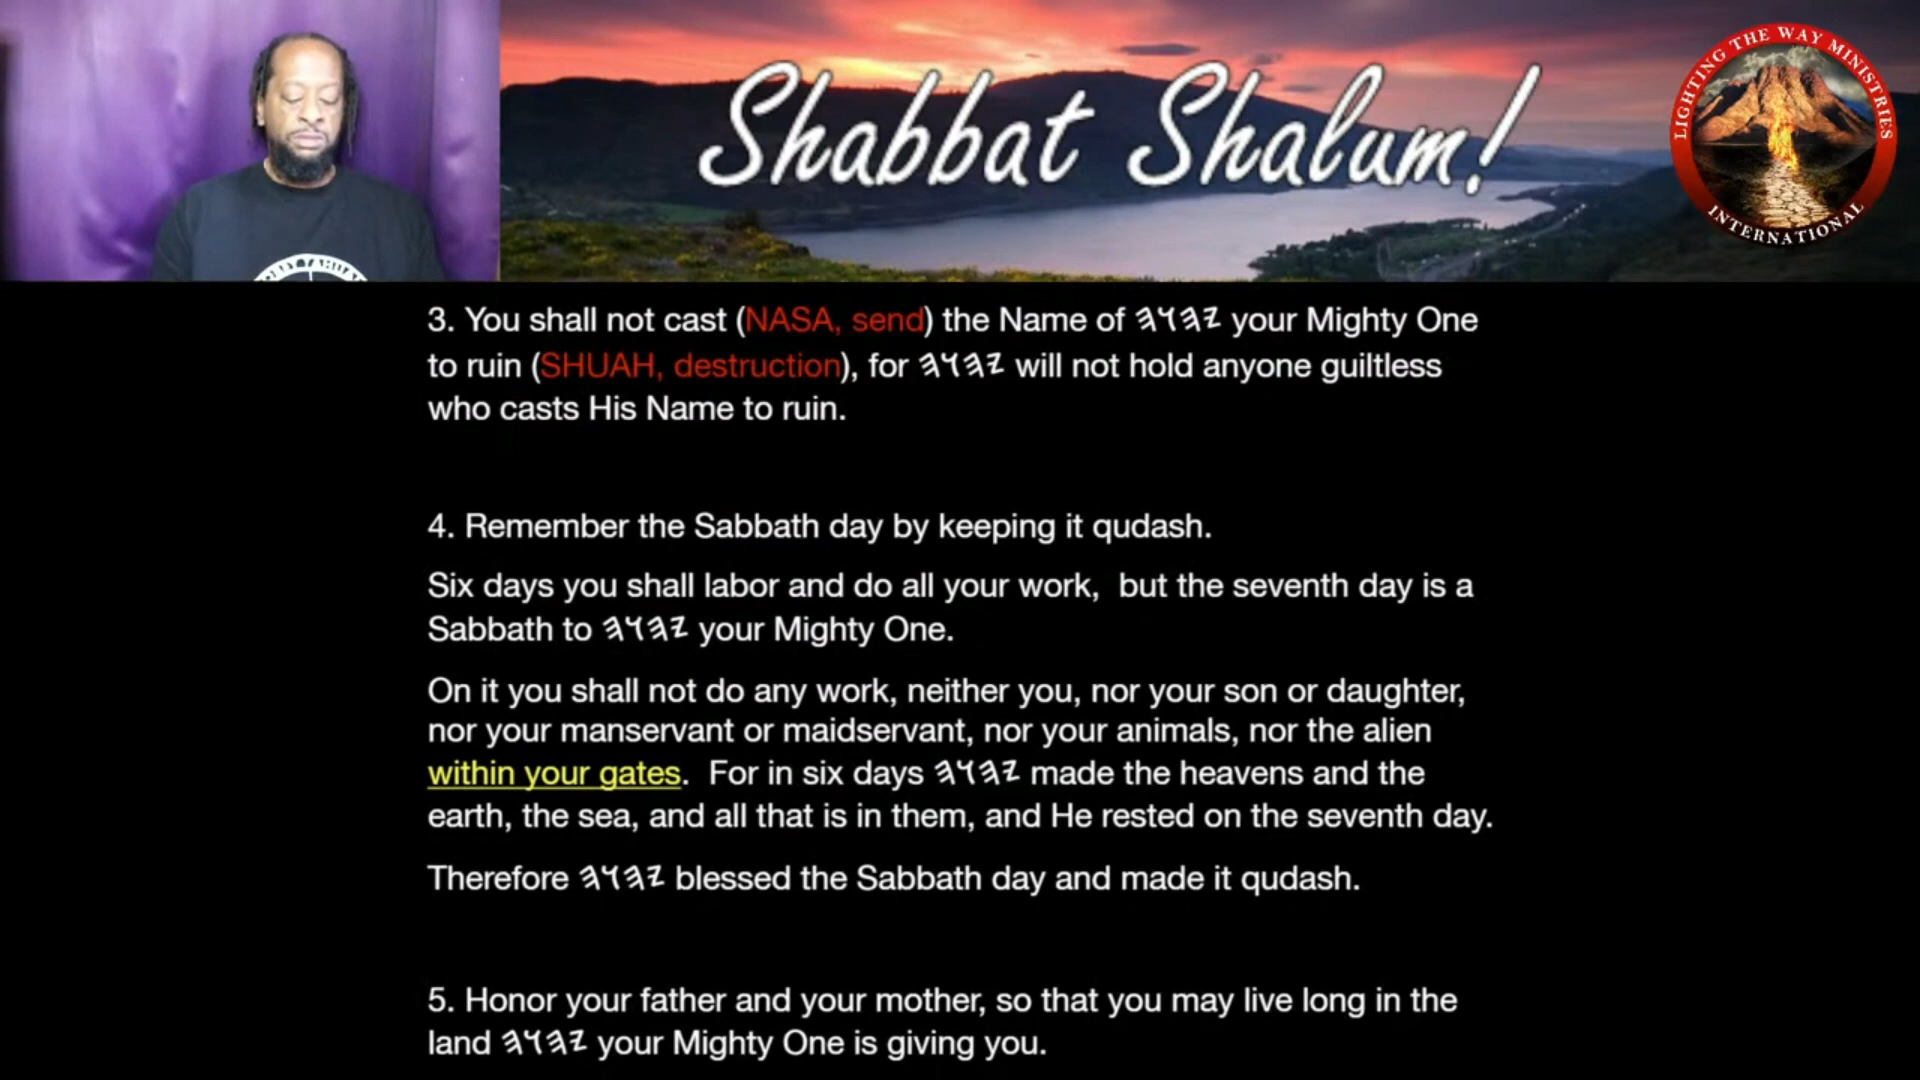 Shabbat Shalum!
LIGHTING THE WAY MINISTRIES
INTERNATIONAL
3. You shall not cast (NASA, send) the Name of 𐤉𐤄𐤅𐤄 your Mighty One
to ruin (SHUAH, destruction), for 𐤉𐤄𐤅𐤄 will not hold anyone guiltless
who casts His Name to ruin.
4. Remember the Sabbath day by keeping it qudash.
Six days you shall labor and do all your work, but the seventh day is a
Sabbath to 𐤉𐤄𐤅𐤄 your Mighty One.
On it you shall not do any work, neither you, nor your son or daughter,
nor your manservant or maidservant, nor your animals, nor the alien
within your gates. For in six days 𐤉𐤄𐤅𐤄 made the heavens and the
earth, the sea, and all that is in them, and He rested on the seventh day.
Therefore 𐤉𐤄𐤅𐤄 blessed the Sabbath day and made it qudash.
5. Honor your father and your mother, so that you may live long in the
land 𐤉𐤄𐤅𐤄 your Mighty One is giving you.